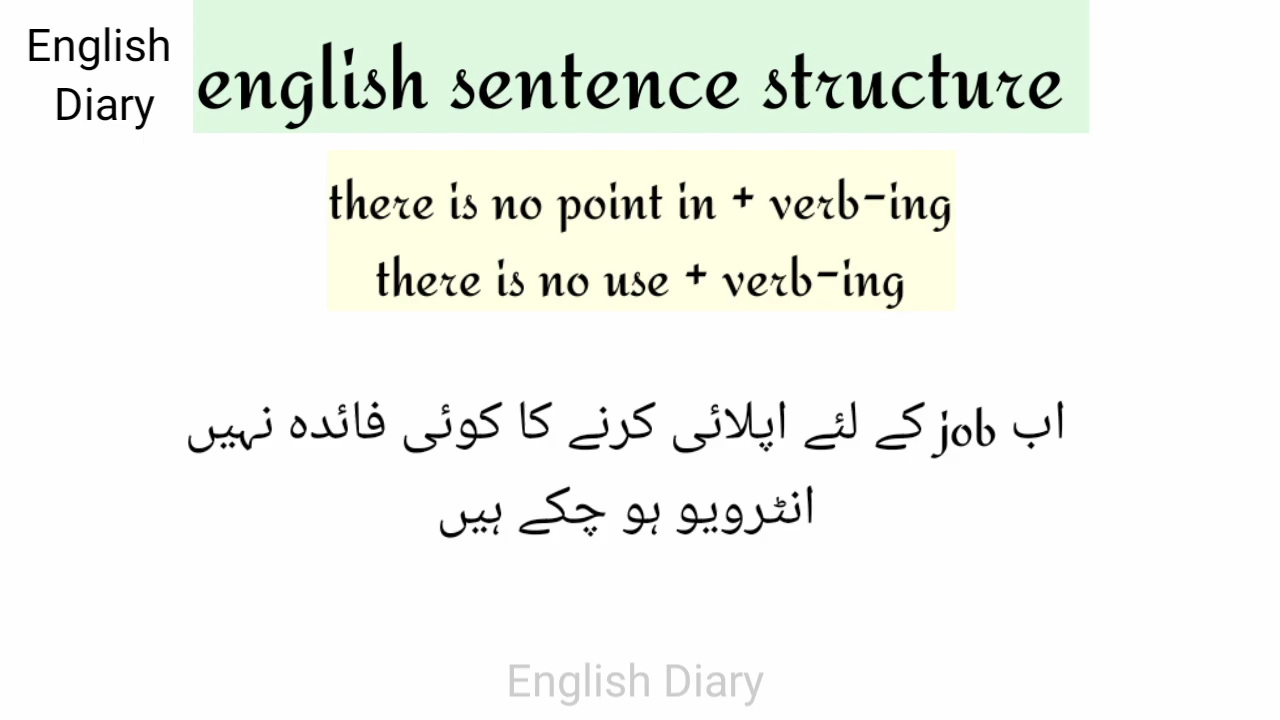 English
Diary
english sentence structure
there is no point in + verb-ing
there is no use + verb-ing
اب job کے لئے اپلائی کرنے کا کوئی فائدہ نہیں
انٹرویو ہو چکے ہیں
English Diary